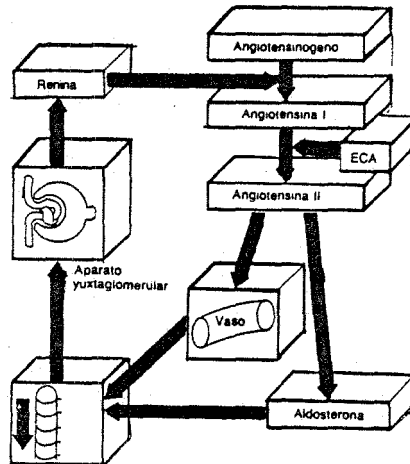 Angiotensinogeno
Renina
Angiotensina I
ECA
Angiotensina II
Aparato
yuxtaglomerular
Vaso
Aldosterona